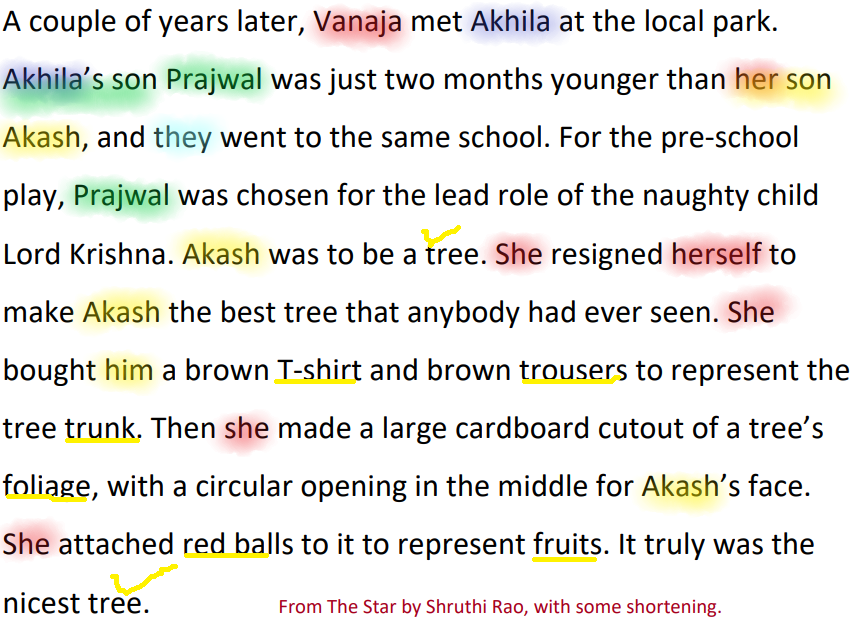 A couple of years later, Vanaja met Akhila at the local park.
Akhila’s son Prajwal was just two months younger than her son
Akash, and they went to the same school. For the pre-school
play, Prajwal was chosen for the lead role of the naughty child
Lord Krishna. Akash was to be a tree. She resigned herself to
make Akash the best tree that anybody had ever seen. She
bought him a brown T-shirt and brown trousers to represent the
tree trunk. Then she made a large cardboard cutout of a tree’s
foliage, with a circular opening in the middle for Akash’s face.
She attached red balls to it to represent fruits. It truly was the
nicest tree.
From The Star by Shruthi Rao, with some shortening.